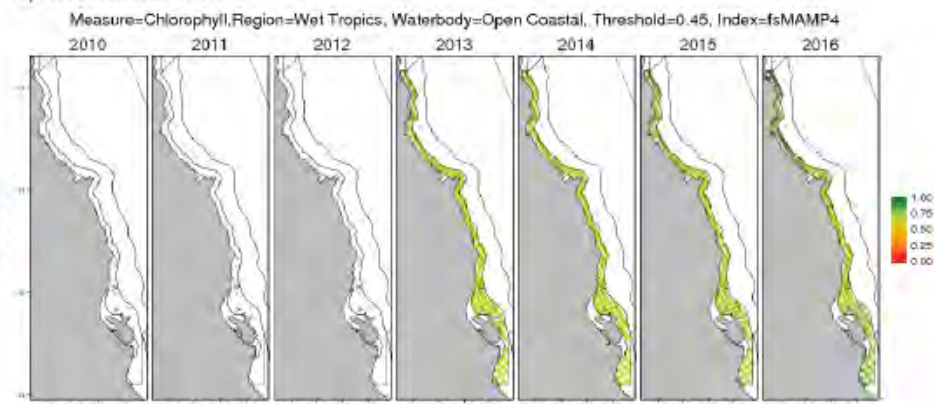 Measure=Chlorophyll,Region=Wet Tropics, Waterbody=Open Coastal, Threshold=0.45, Index=fsMAMP4
2010 2011 2012 2013 2014 2015 2016
1.00
0.75
0.50
0.25
0.00